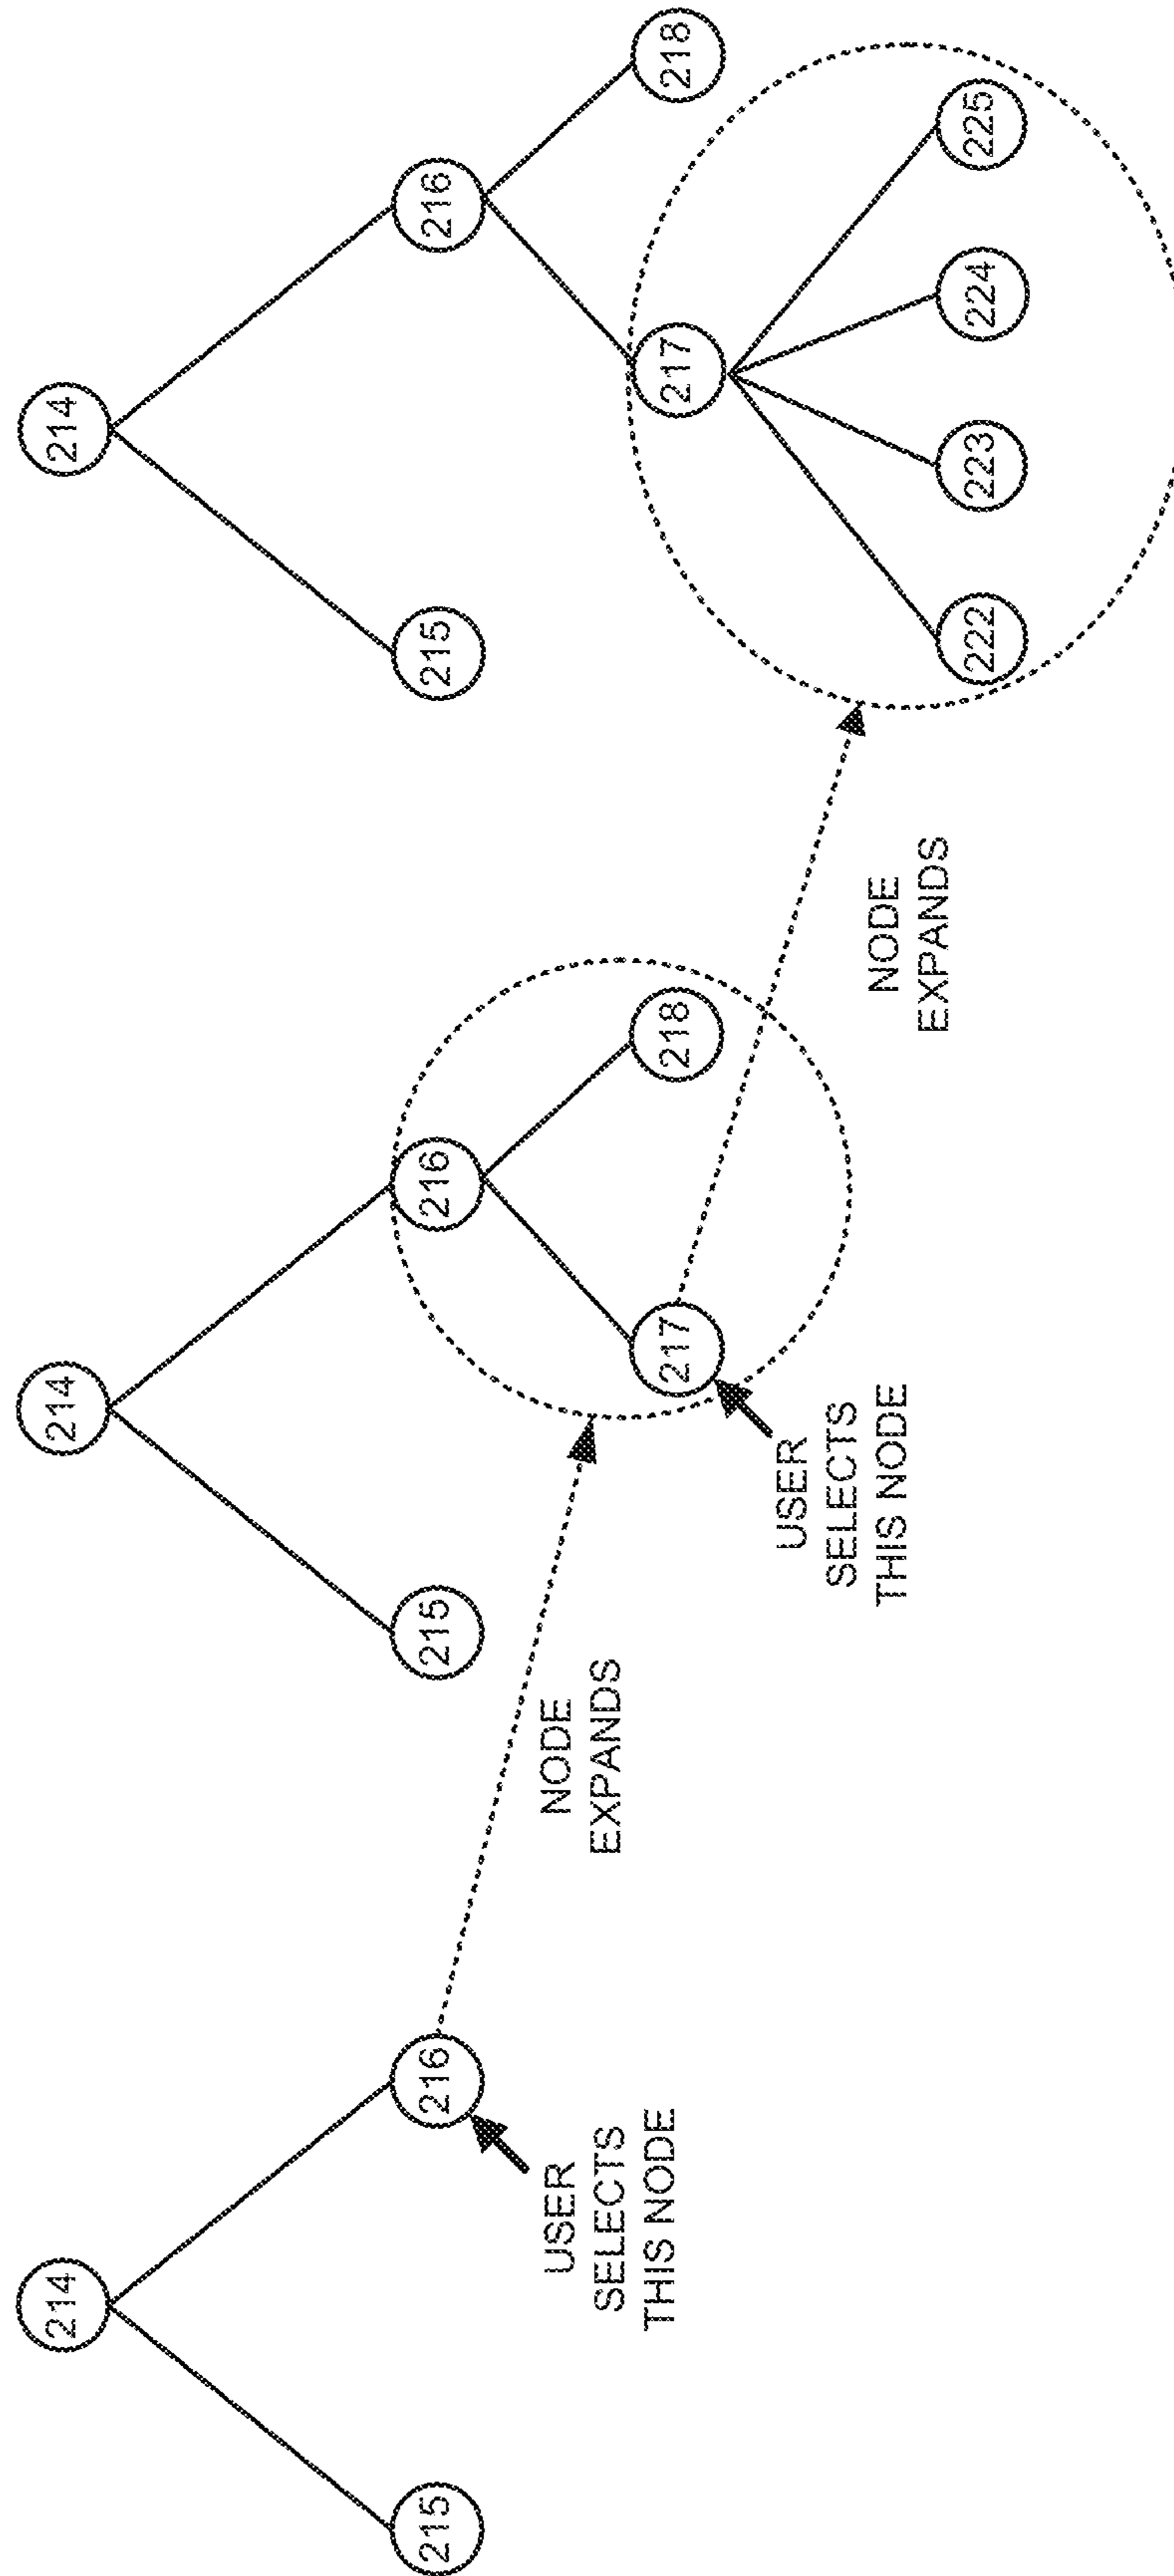 214
215
216
USER
SELECTS
THIS NODE
NODE
EXPANDS
214
215
216
217
218
USER
SELECTS
THIS NODE
NODE
EXPANDS
214
215
216
217
218
222
223
224
225